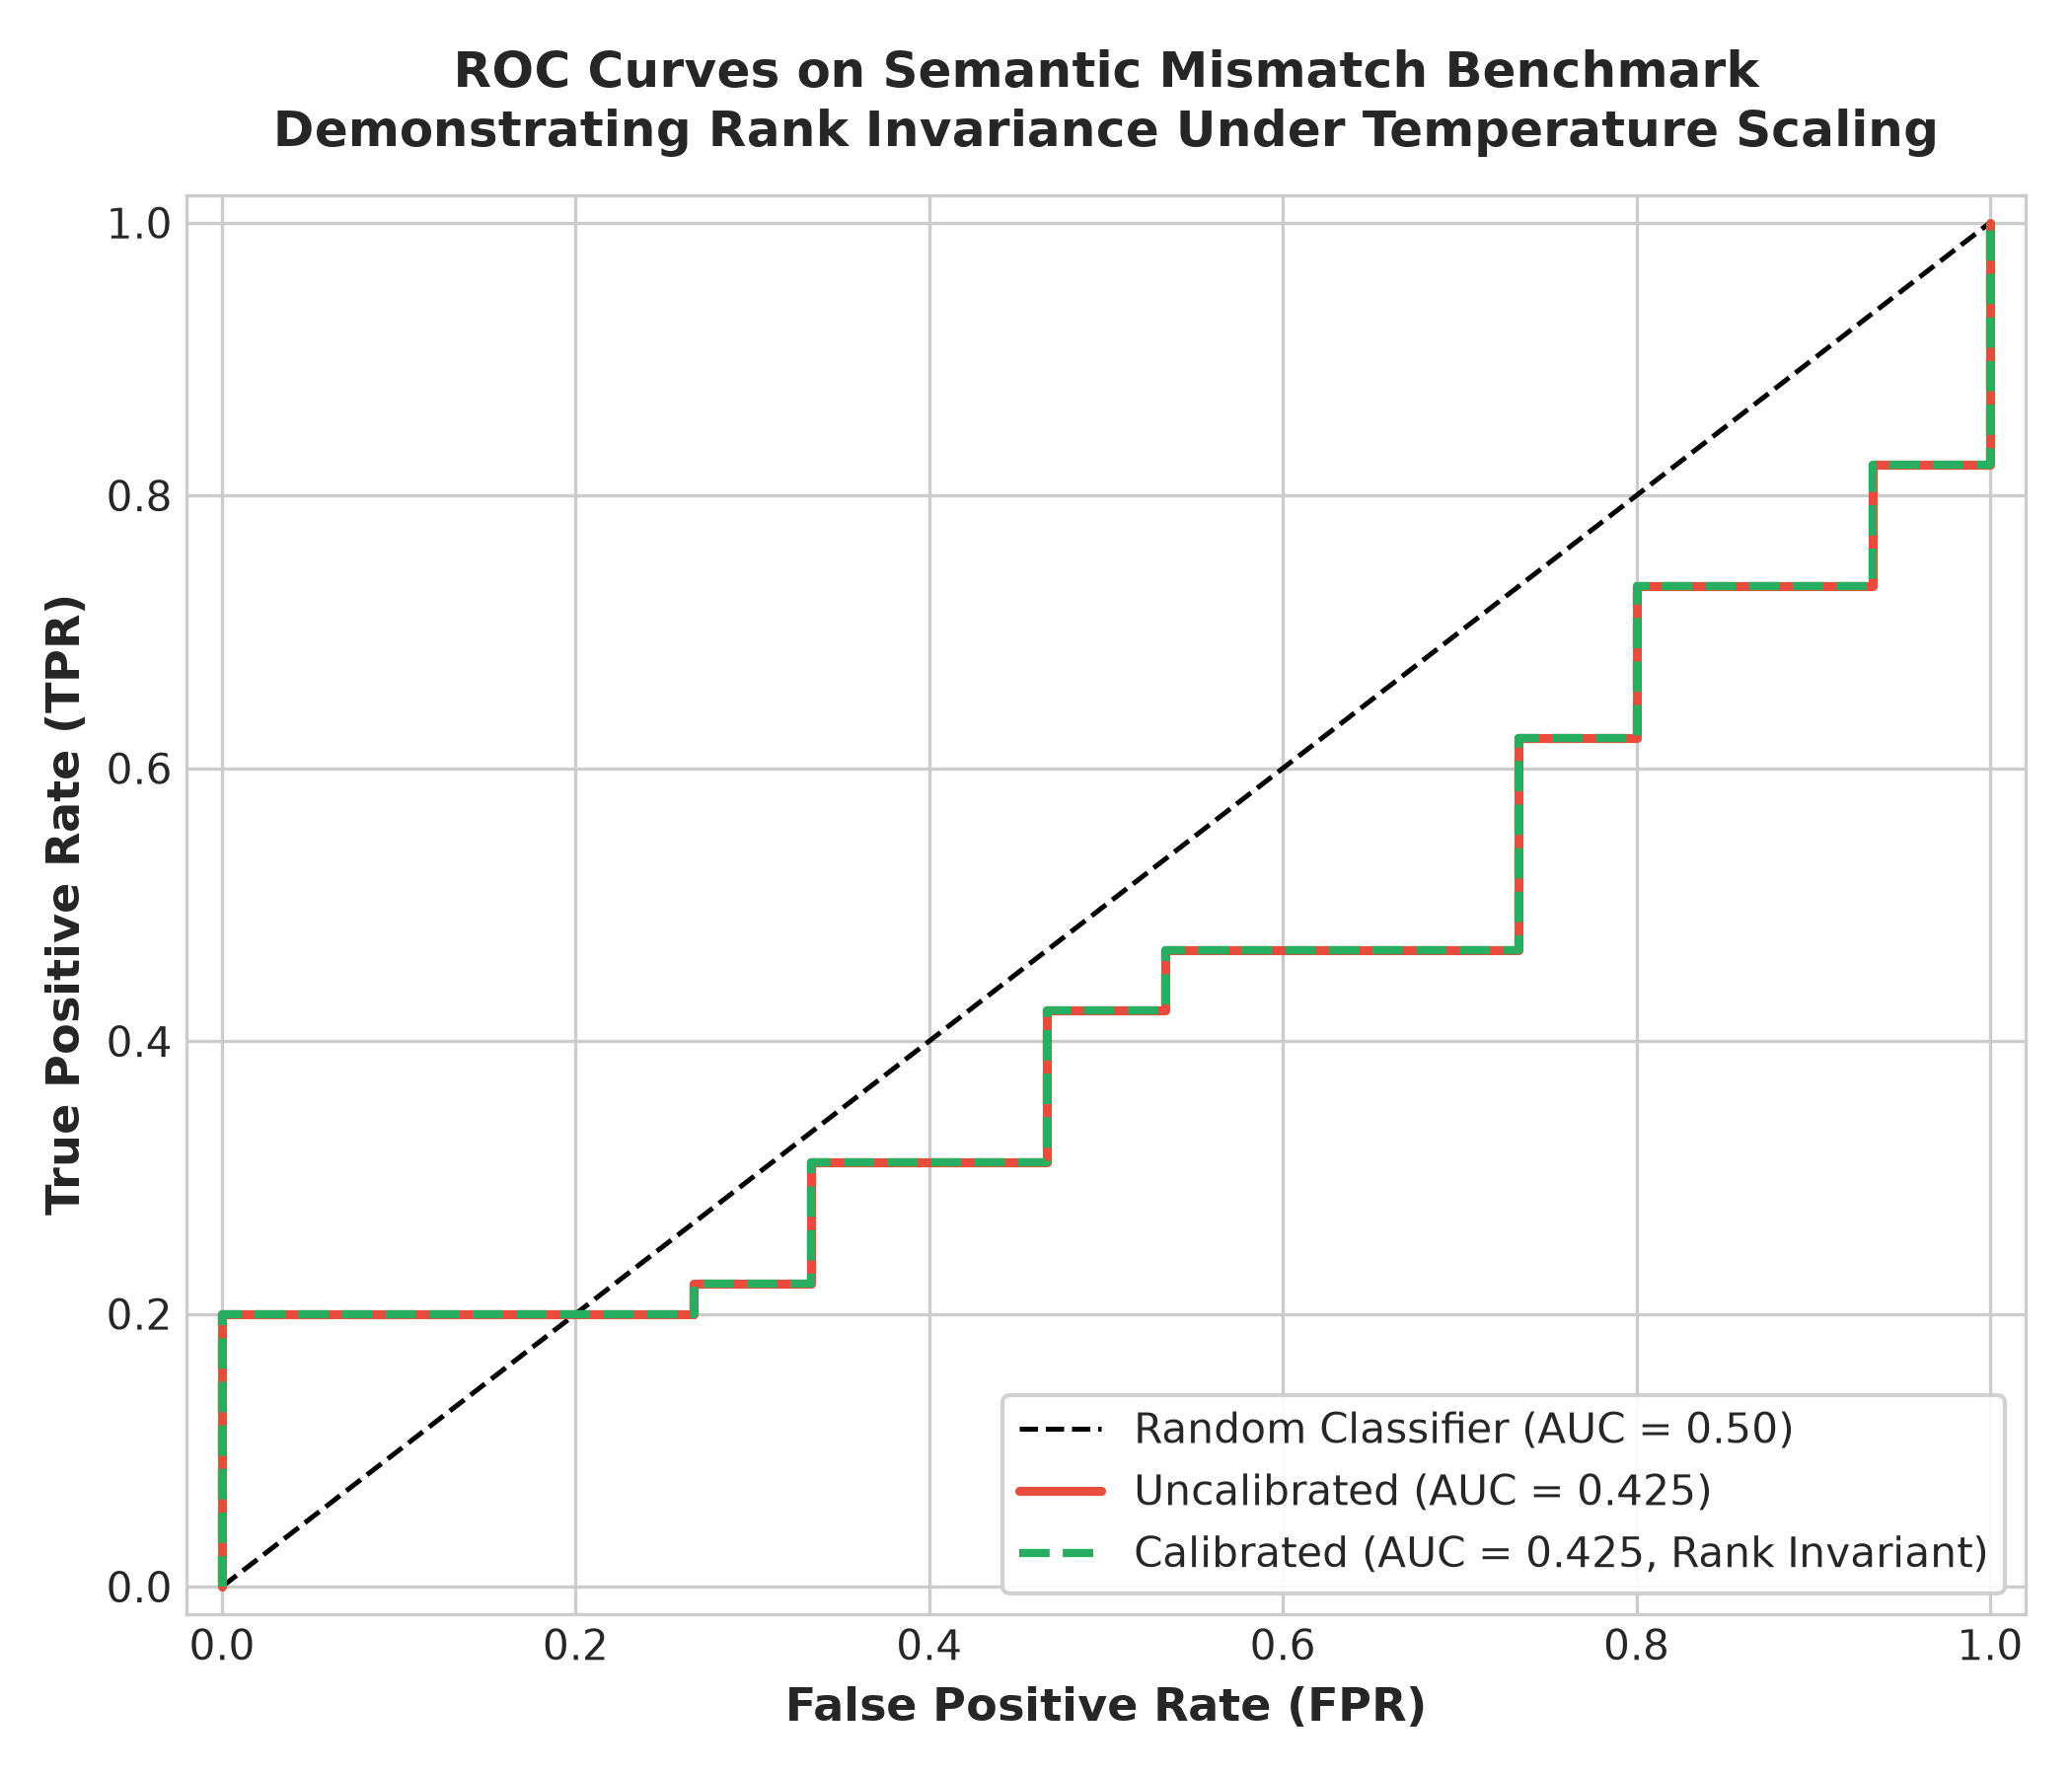 ROC Curves on Semantic Mismatch Benchmark
Demonstrating Rank Invariance Under Temperature Scaling
True Positive Rate (TPR)
1.0
0.8
0.6
0.4
0.2
0.0
Random Classifier (AUC = 0.50)
Uncalibrated (AUC = 0.425)
Calibrated (AUC = 0.425, Rank Invariant)
0.0 0.2 0.4 0.6 0.8 1.0
False Positive Rate (FPR)